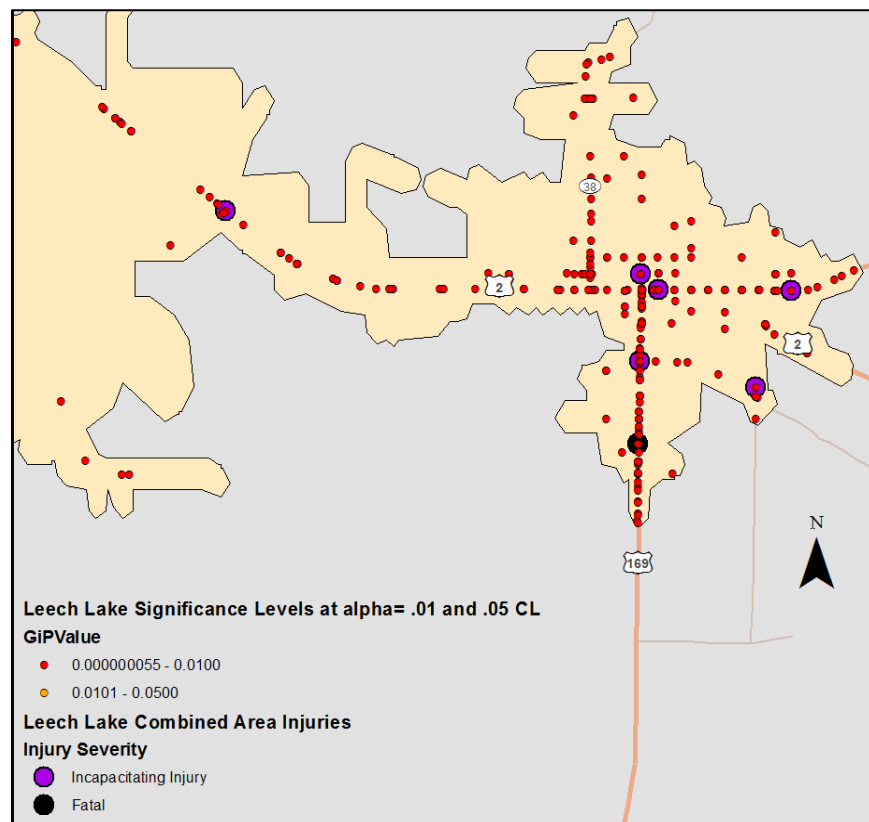 38
2
2
N
169
Leech Lake Significance Levels at alpha= .01 and .05 CL
GiPValue
0.000000055 - 0.0100
0.0101 - 0.0500
Leech Lake Combined Area Injuries
Injury Severity
Incapacitating Injury
Fatal